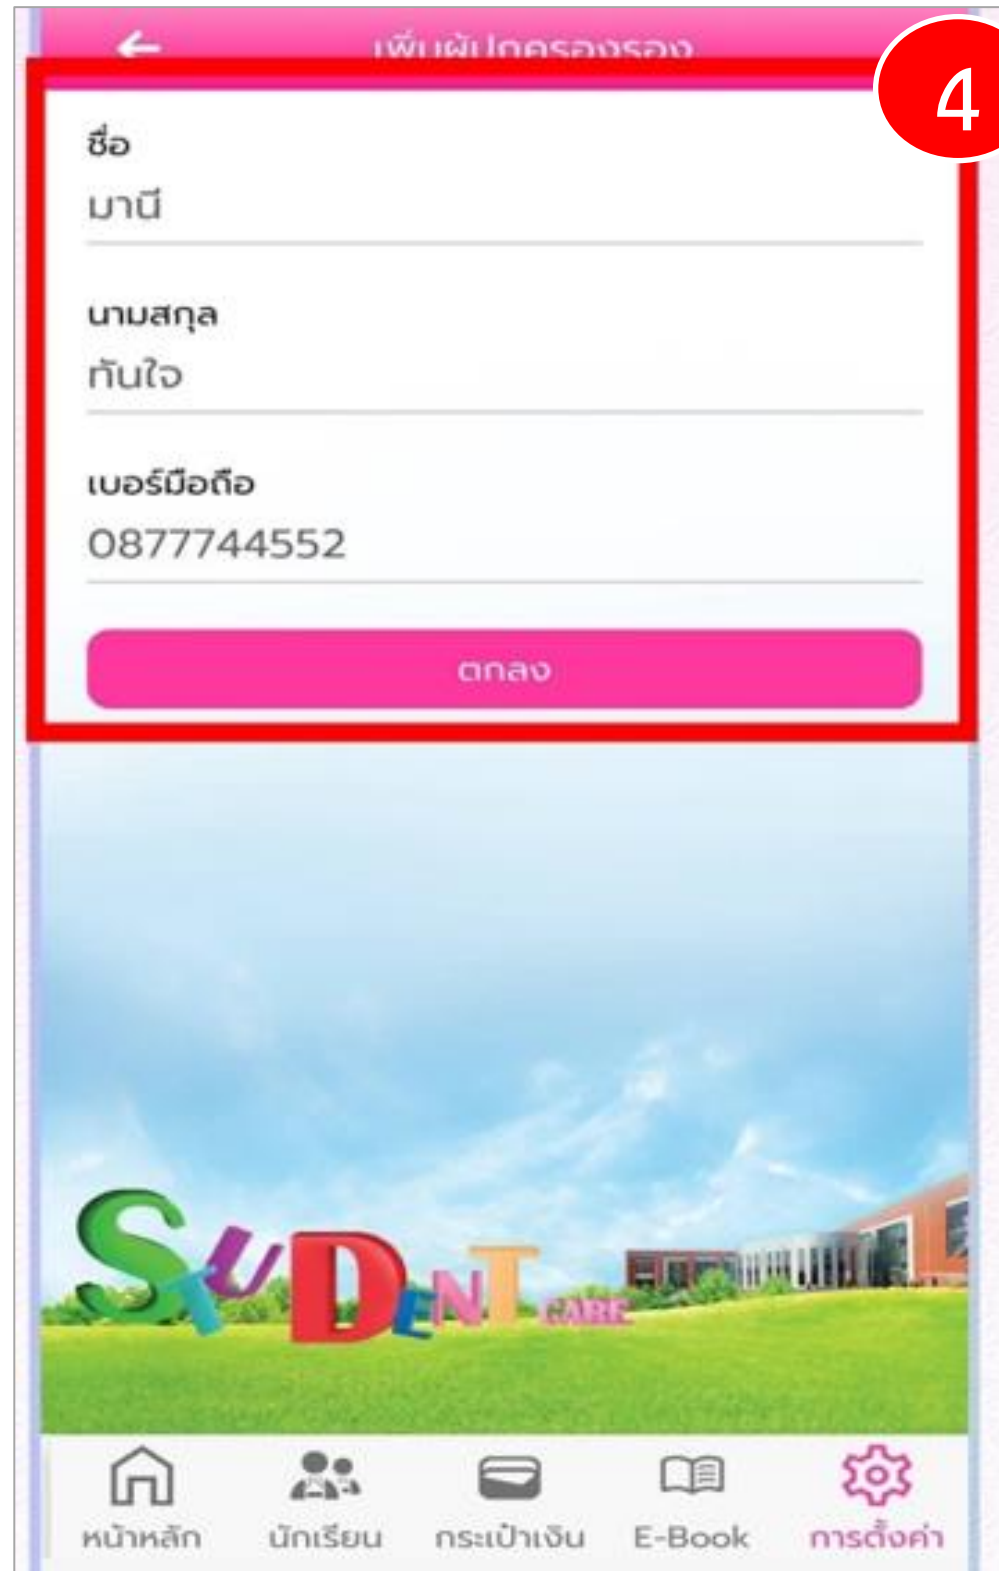 เพิ่มผู้ปกครองรอง
4
ชื่อ
มานี
นามสกุล
ทันใจ
เบอร์มือถือ
0877744552
ตกลง
STUDENT CARE
หน้าหลัก
นักเรียน
กระเป๋าเงิน
E-Book
การตั้งค่า